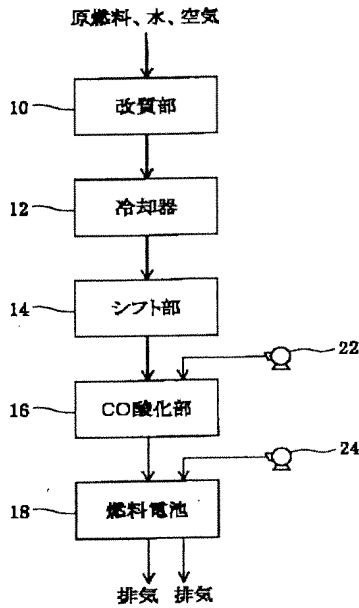 原燃料、水、空気
10
改質部
12
冷却器
14
シフト部
22
16
CO酸化部
24
18
燃料電池
排気 排気